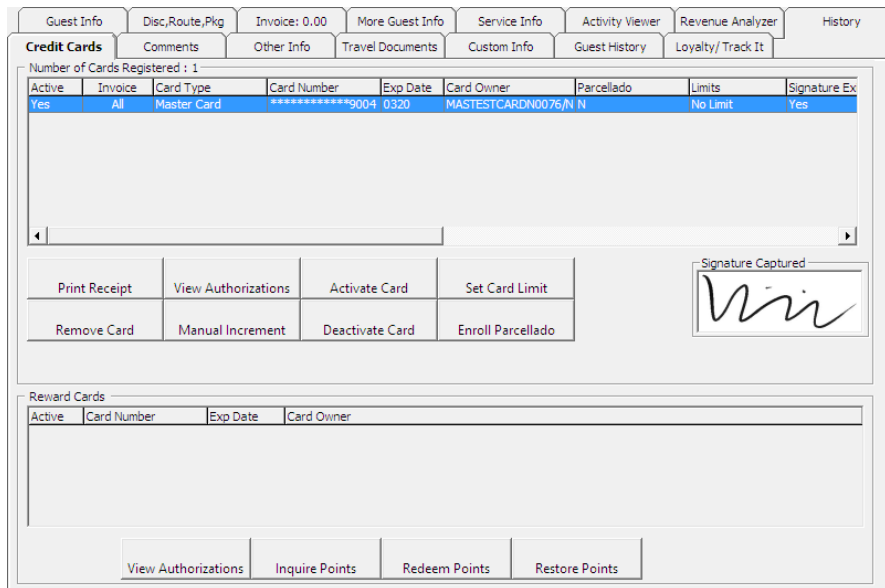 Guest Info Disc,Route,Pkg Invoice: 0.00 More Guest Info Service Info Activity Viewer Revenue Analyzer History
Credit Cards Comments Other Info Travel Documents Custom Info Guest History Loyalty/ Track It
Number of Cards Registered : 1
Active Invoice Card Type Card Number Exp Date Card Owner Parcellado Limits Signature Ex
Yes All Master Card ************9004 0320 MASTESTCARDN0076/N N No Limit Yes
Signature Captured
Print Receipt View Authorizations Activate Card Set Card Limit
Remove Card Manual Increment Deactivate Card Enroll Parcellado
Reward Cards
Active Card Number Exp Date Card Owner
View Authorizations Inquire Points Redeem Points Restore Points